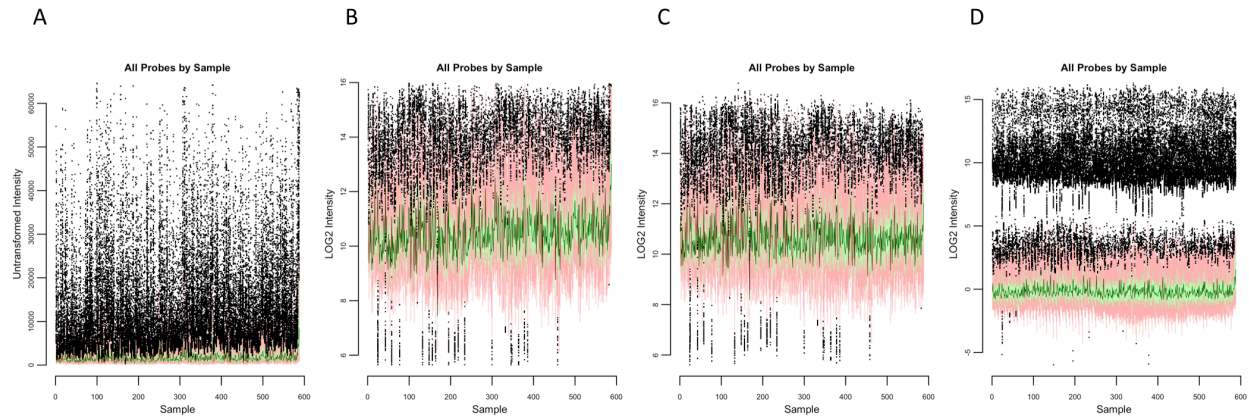 A
B
C
D
All Probes by Sample
All Probes by Sample
All Probes by Sample
All Probes by Sample
Untransformed Intensity
60000
50000
40000
30000
20000
10000
0
0 100 200 300 400 500 600
Sample
LOG2 Intensity
16
14
12
10
8
6
0 100 200 300 400 500 600
Sample
LOG2 Intensity
16
14
12
10
8
6
0 100 200 300 400 500 600
Sample
LOG2 Intensity
15
10
5
0
-5
0 100 200 300 400 500 600
Sample